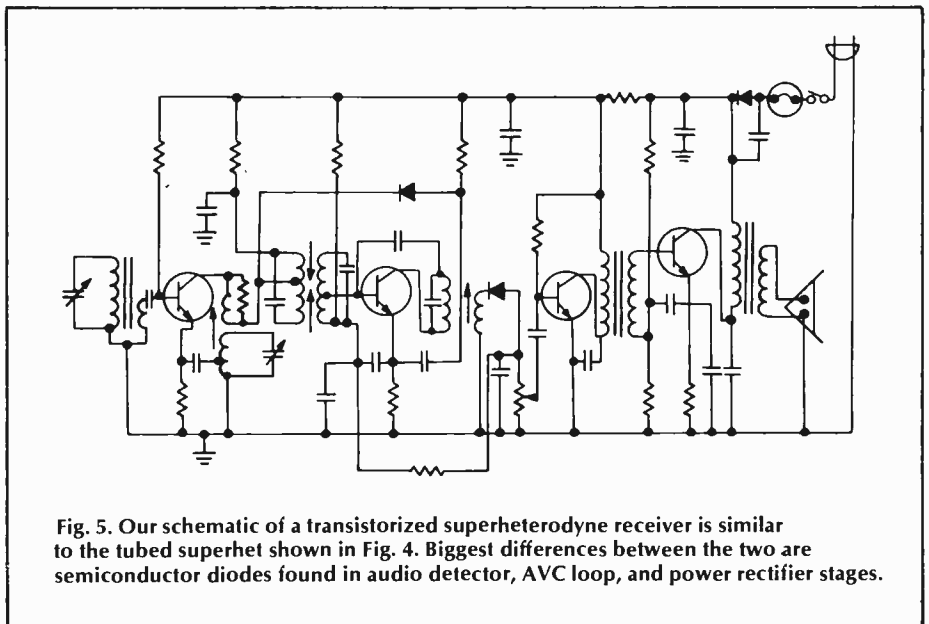 Fig. 5. Our schematic of a transistorized superheterodyne receiver is similar
to the tubed superhet shown in Fig. 4. Biggest differences between the two are
semiconductor diodes found in audio detector, AVC loop, and power rectifier stages.